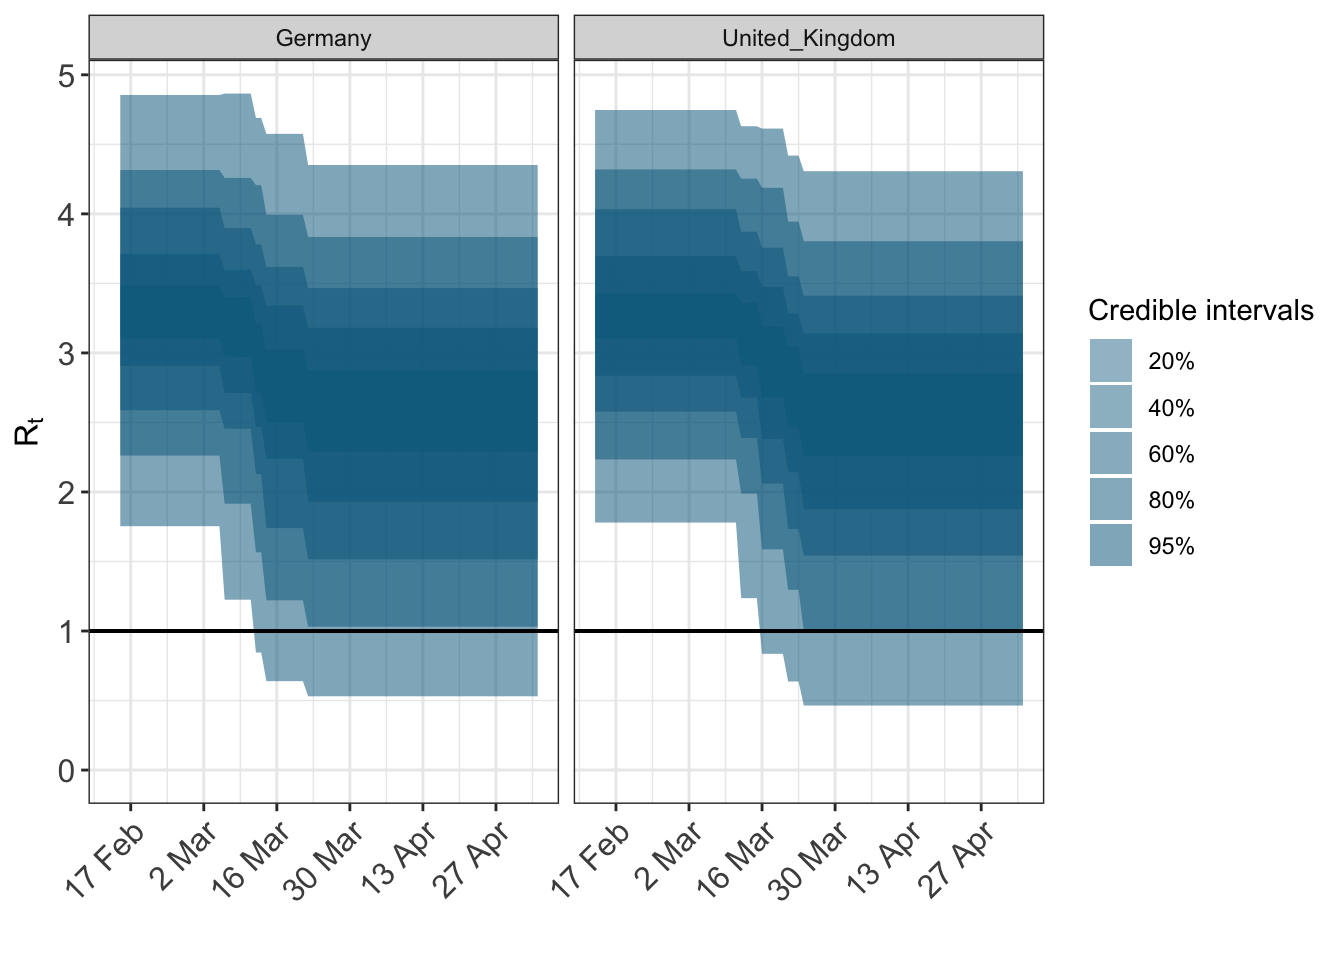 Germany
United_Kingdom
5
4
3
2
1
0
Rt
17 Feb
2 Mar
16 Mar
30 Mar
13 Apr
27 Apr
17 Feb
2 Mar
16 Mar
30 Mar
13 Apr
27 Apr
Credible intervals
20%
40%
60%
80%
95%